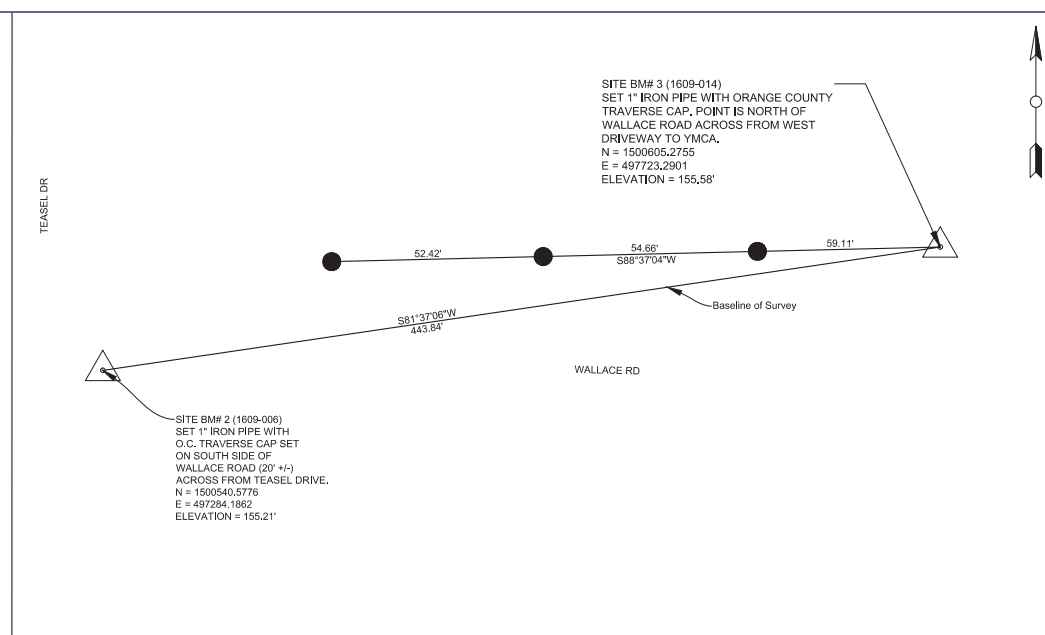 SITE BM# 3 (1609-014)
SET 1" IRON PIPE WITH ORANGE COUNTY
TRAVERSE CAP. POINT IS NORTH OF
WALLACE ROAD ACROSS FROM WEST
DRIVEWAY TO YMCA.
N = 1500605.2755
E = 497723.2901
ELEVATION = 155.58'
TEASEL DR
52.42'
54.66'
59.11'
S88°37'04"W
Baseline of Survey
S81°37'06"W
443.84'
WALLACE RD
SITE BM# 2 (1609-006)
SET 1" IRON PIPE WITH
O.C. TRAVERSE CAP SET
ON SOUTH SIDE OF
WALLACE ROAD (20' +/-)
ACROSS FROM TEASEL DRIVE.
N = 1500540.5776
E = 497284.1862
ELEVATION = 155.21'